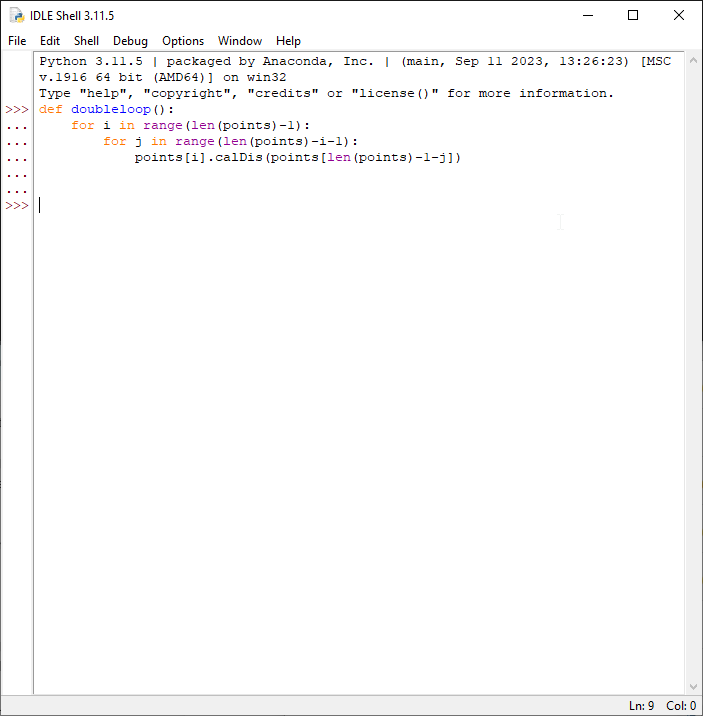 IDLE Shell 3.11.5
File Edit Shell Debug Options Window Help
Python 3.11.5 | packaged by Anaconda, Inc. | (main, Sep 11 2023, 13:26:23) [MSC
v.1916 64 bit (AMD64)] on win32
Type "help", "copyright", "credits" or "license()" for more information.
>>> def doubleloop():
...     for i in range(len(points)-1):
...         for j in range(len(points)-i-1):
...             points[i].calDis(points[len(points)-1-j])
...
...
>>>
Ln: 9 Col: 0